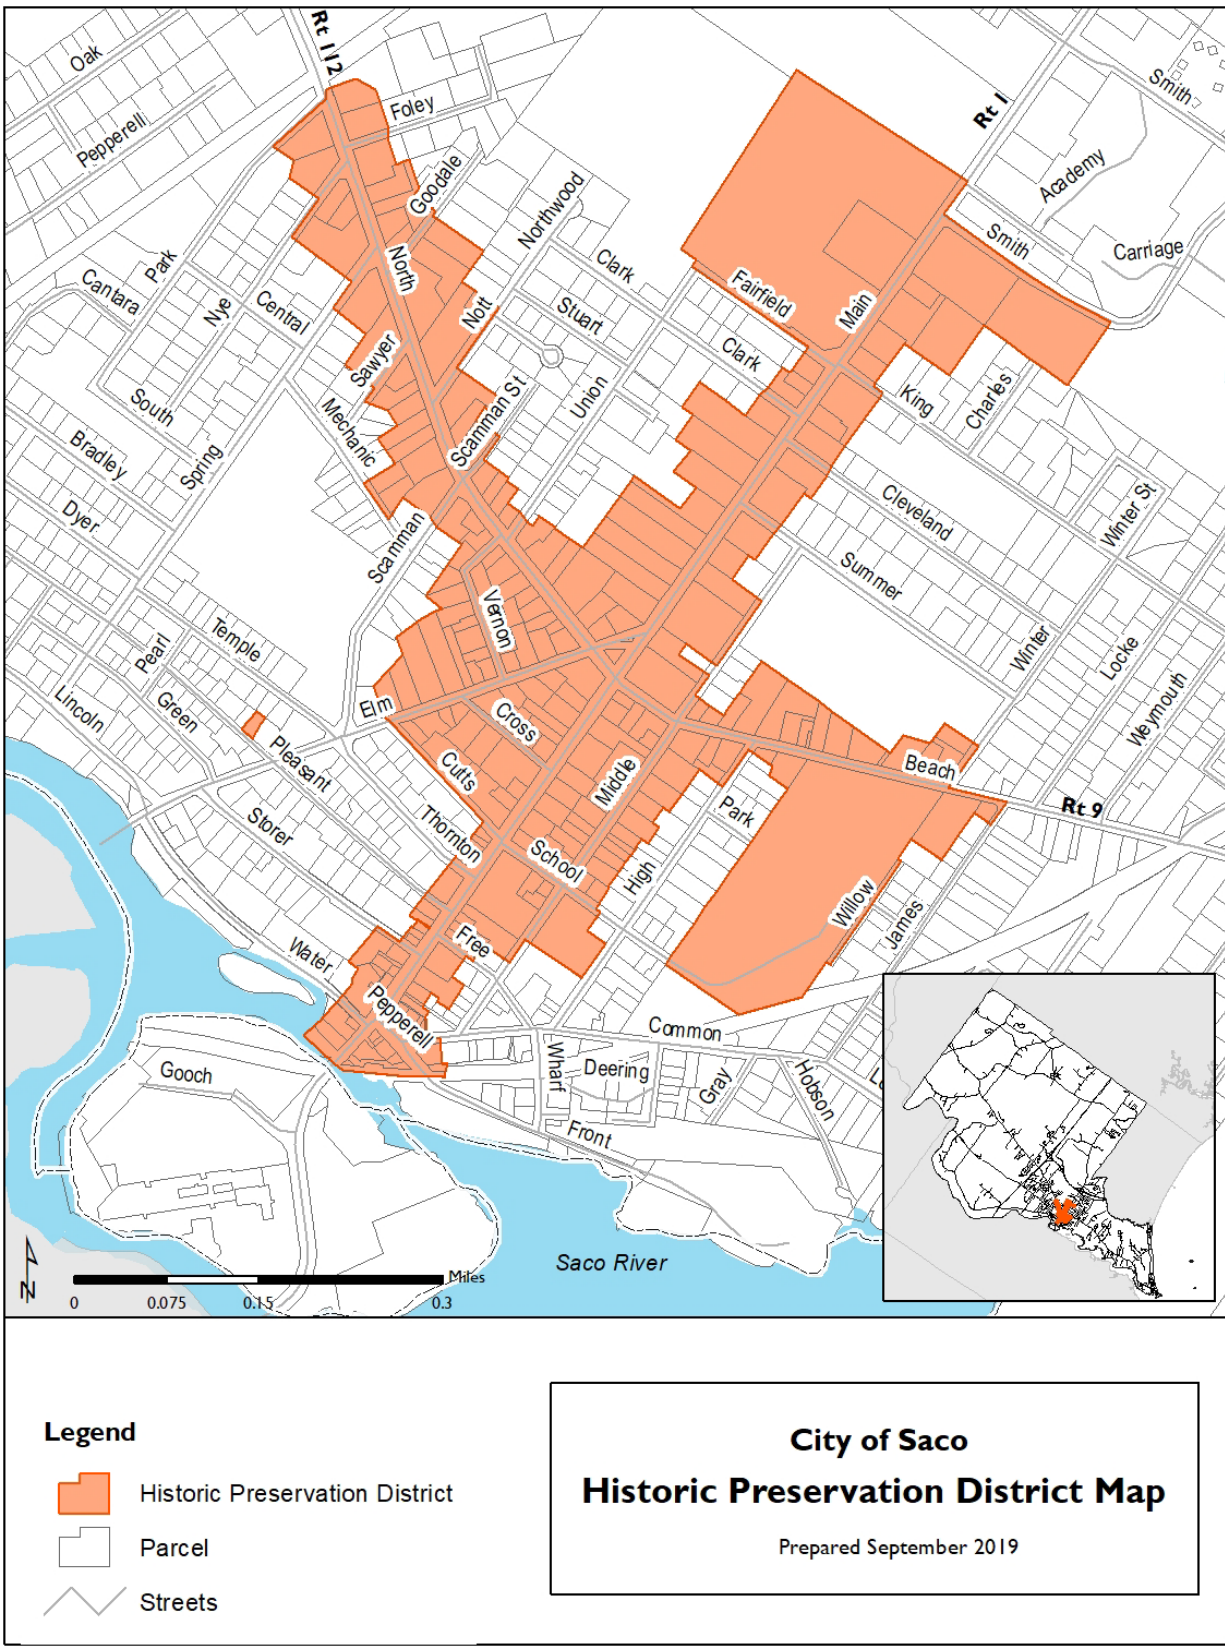 Rt 112
Oak
Foley
Pepperell
Rt 1
Smith
Academy
Goodale
Northwood
Smith
Carriage
Park
Cantara
North
Clark
Nye
Central
Nott
Stuart
Fairfield
Main
Sawyer
Clark
South
Mechanic
Scamman St
Union
King
Charles
Bradley
Spring
Dyer
Scamman
Cleveland
Winter St
Summer
Vernon
Temple
Pearl
Winter
Locke
Lincoln
Green
Elm
Cross
Weymouth
Pleasant
Cutts
Middle
Beach
Rt 9
Storer
Thornton
Park
School
High
Willow
James
Water
Free
Pepperell
Common
Gooch
Wharf
Deering
Gray
Hobson
Front
Saco River
N
Miles
0 0.075 0.15 0.3
Legend
Historic Preservation District
Parcel
Streets
City of Saco
Historic Preservation District Map
Prepared September 2019